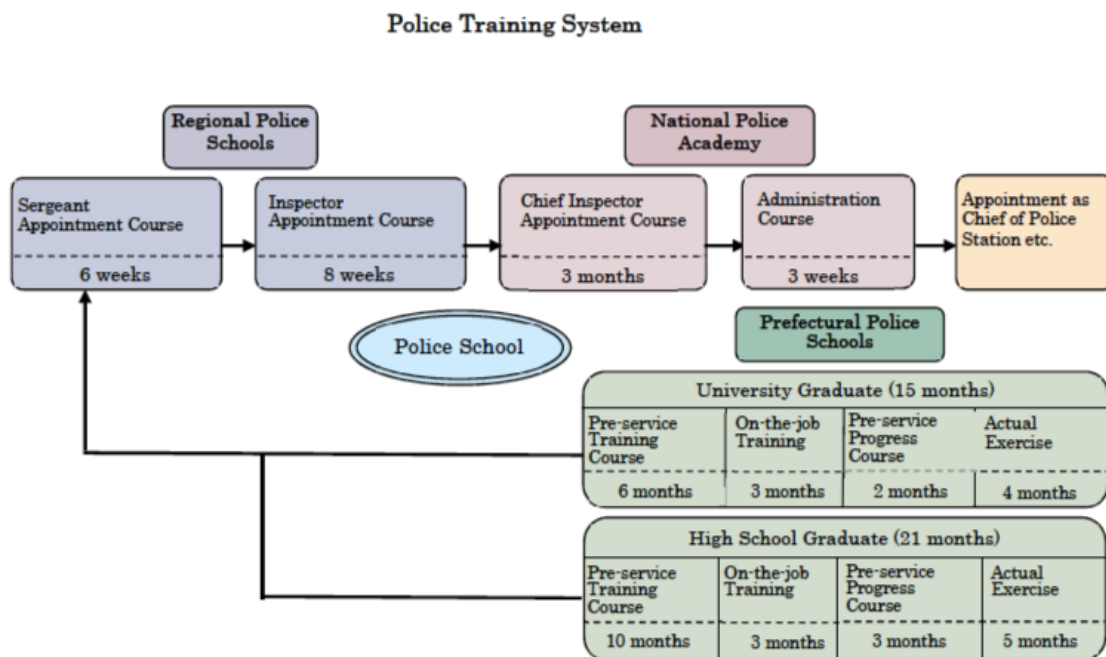 Police Training System
Regional Police
Schools
National Police
Academy
Sergeant
Appointment Course
6 weeks
Inspector
Appointment Course
8 weeks
Chief Inspector
Appointment Course
3 months
Administration
Course
3 weeks
Appointment as
Chief of Police
Station etc.
Police School
Prefectural Police
Schools
University Graduate (15 months)
Pre-service
Training
Course
6 months
On-the-job
Training
3 months
Pre-service
Progress
Course
2 months
Actual
Exercise
4 months
High School Graduate (21 months)
Pre-service
Training
Course
10 months
On-the-job
Training
3 months
Pre-service
Progress
Course
3 months
Actual
Exercise
5 months